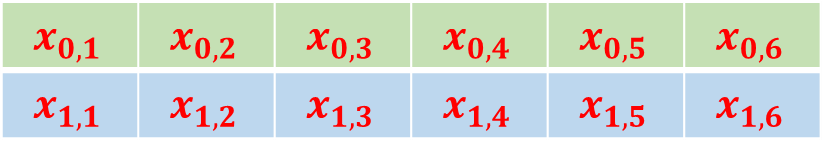 x0,1 x0,2 x0,3 x0,4 x0,5 x0,6
x1,1 x1,2 x1,3 x1,4 x1,5 x1,6